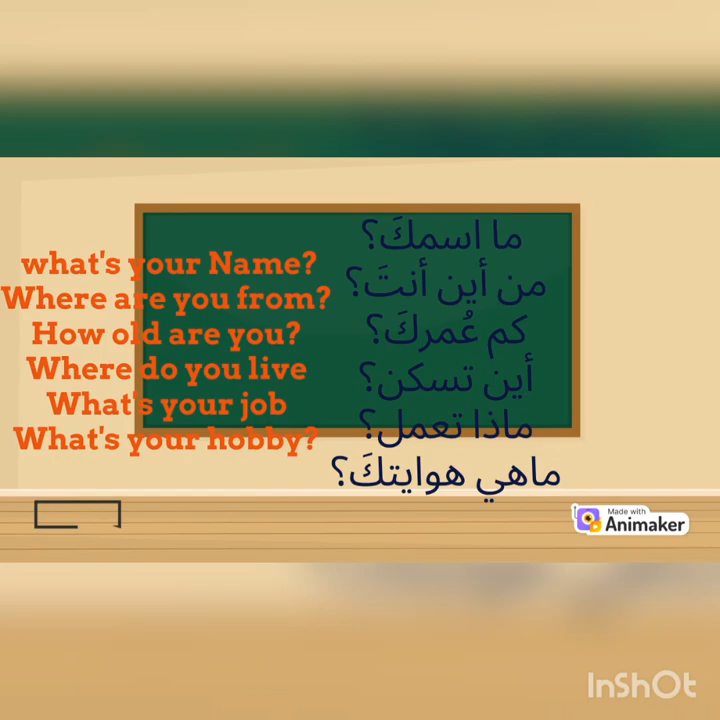 what's your Name?
Where are you from?
How old are you?
Where do you live
What's your job
What's your hobby?
ما اسمكَ؟
من أين أنتَ؟
كم عُمركَ؟
أين تسكن؟
ماذا تعمل؟
ماهي هوايتكَ؟
Made with
Animaker
InShOt